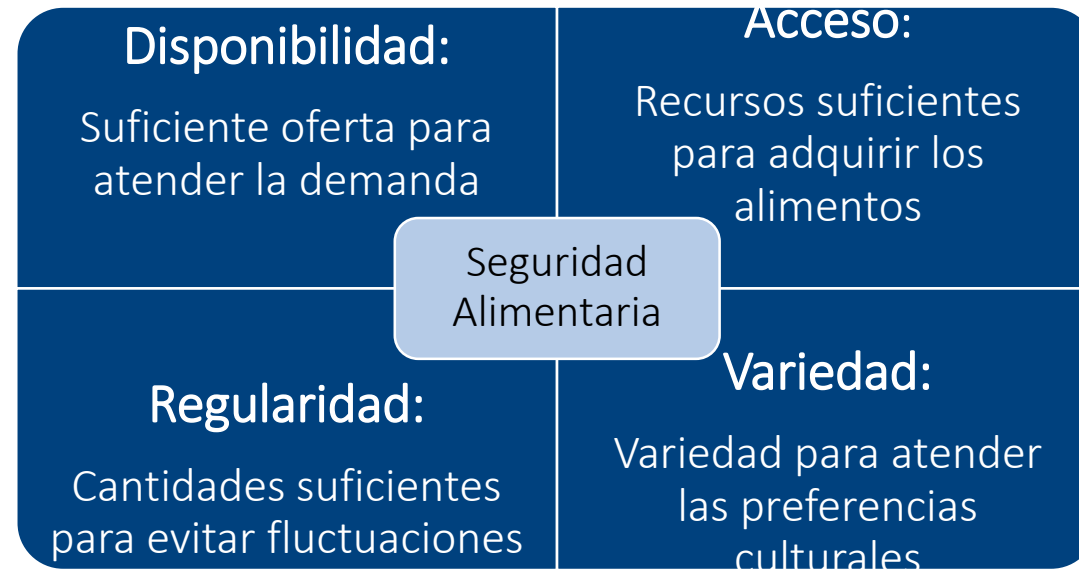 Disponibilidad:
Suficiente oferta para
atender la demanda
Acceso:
Recursos suficientes
para adquirir los
alimentos
Seguridad
Alimentaria
Regularidad:
Cantidades suficientes
para evitar fluctuaciones
Variedad:
Variedad para atender
las preferencias
culturales